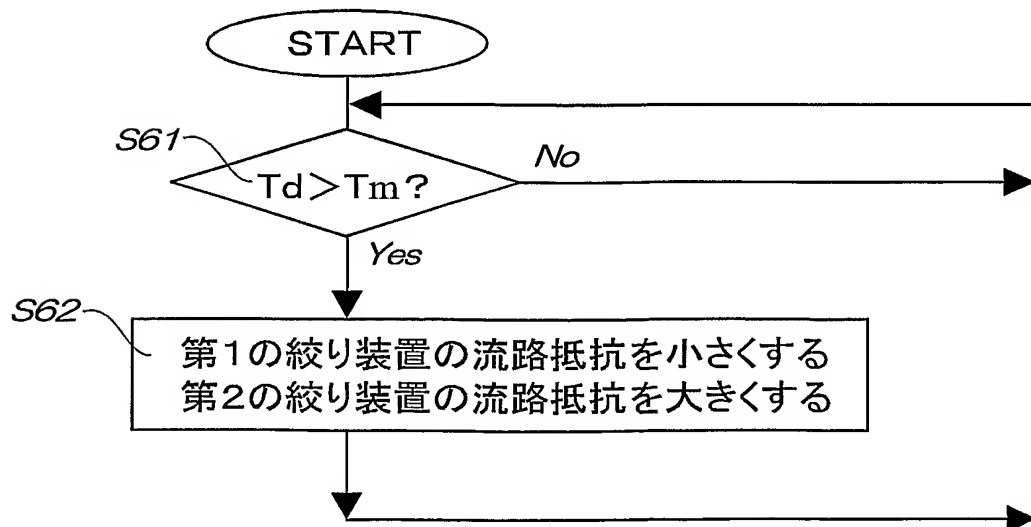 START
S61
Td＞Tm？
No
Yes
S62
第1の絞り装置の流路抵抗を小さくする
第2の絞り装置の流路抵抗を大きくする